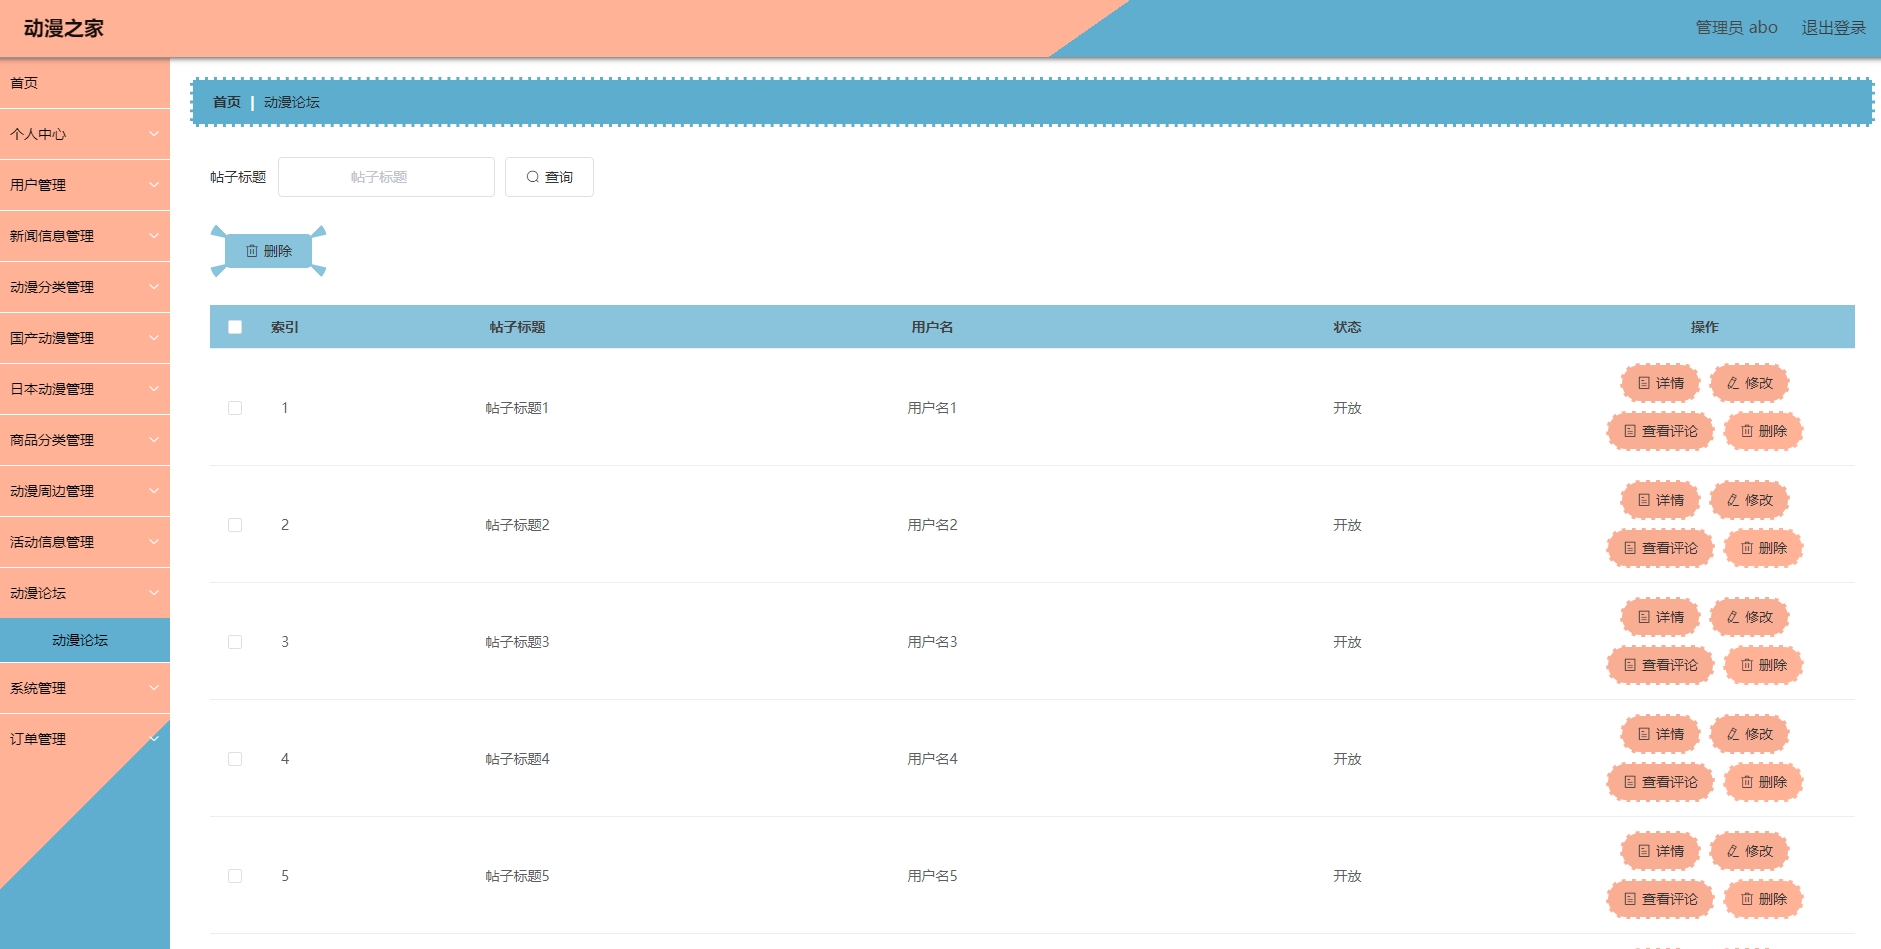 动漫之家
管理员 abo 退出登录
首页
个人中心
用户管理
新闻信息管理
动漫分类管理
国产动漫管理
日本动漫管理
商品分类管理
动漫周边管理
活动信息管理
动漫论坛
动漫论坛
系统管理
订单管理
首页 | 动漫论坛
帖子标题 帖子标题 查询
删除
索引 帖子标题 用户名 状态 操作
1 帖子标题1 用户名1 开放 详情 修改
查看评论 删除
2 帖子标题2 用户名2 开放 详情 修改
查看评论 删除
3 帖子标题3 用户名3 开放 详情 修改
查看评论 删除
4 帖子标题4 用户名4 开放 详情 修改
查看评论 删除
5 帖子标题5 用户名5 开放 详情 修改
查看评论 删除